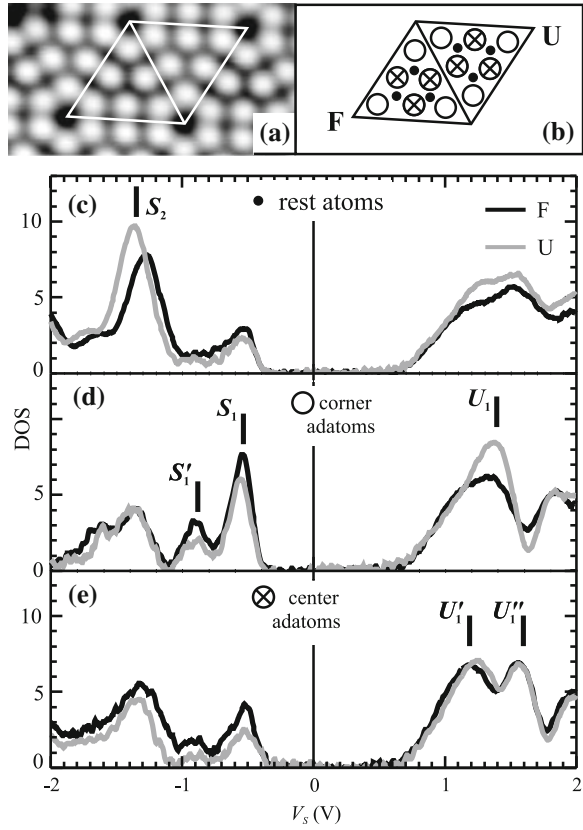 (a)
(b)
U
F
(c)
S₂
rest atoms
F
U
10
5
0
(d)
S₁
S₁′
corner
adatoms
U₁
DOS
10
5
0
(e)
center
adatoms
U₁′
U₁″
10
5
0
-2
-1
0
1
2
Vₛ (V)